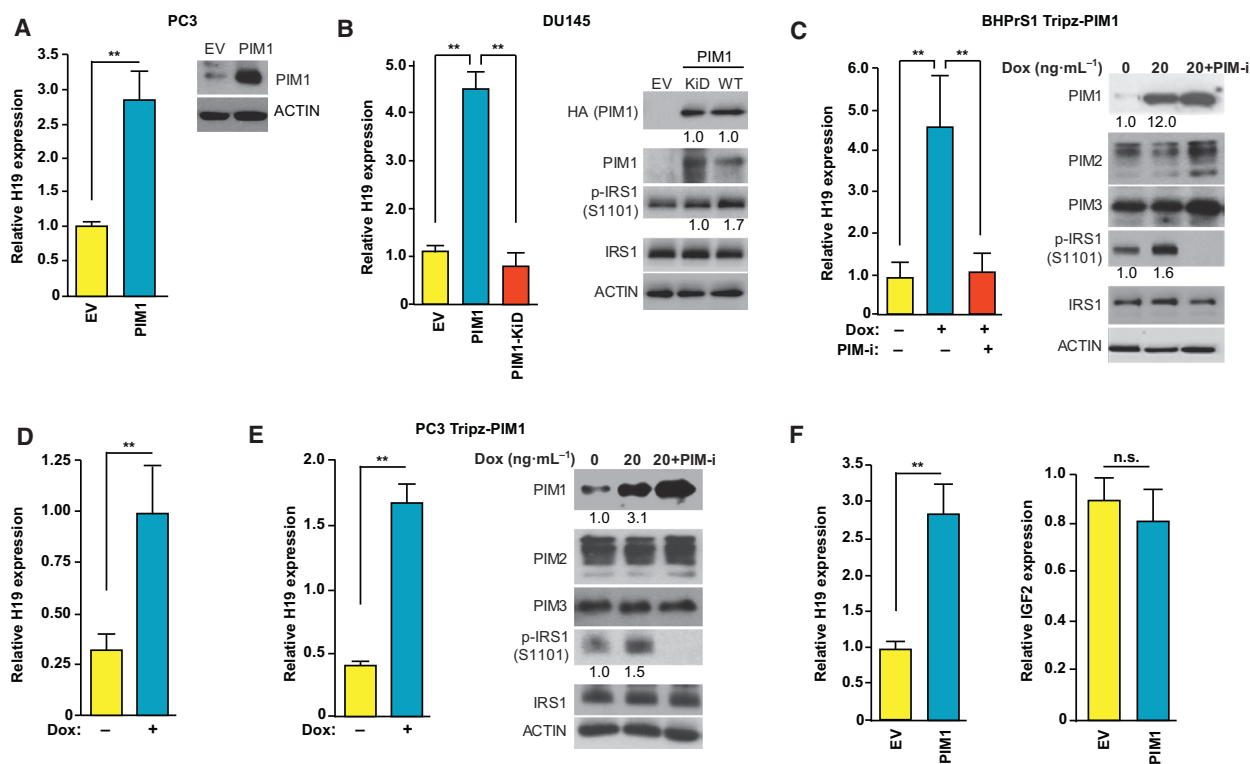 A
PC3
**
Relative H19 expression
3.5
3.0
2.5
2.0
1.5
1.0
0.5
0
EV
PIM1
EV PIM1
PIM1
ACTIN
B
DU145
** **
Relative H19 expression
5.0
4.0
3.0
2.0
1.0
0.0
EV
PIM1
PIM1-KiD
PIM1
EV KiD WT
HA (PIM1)
1.0 1.0
PIM1
p-IRS1
(S1101)
1.0 1.7
IRS1
ACTIN
C
BHPrS1 Tripz-PIM1
** **
Relative H19 expression
6.0
5.0
4.0
6.0
2.0
1.0
0
Dox: – + +
PIM-i: – – +
Dox (ng·mL⁻¹) 0 20 20+PIM-i
PIM1
1.0 12.0
PIM2
PIM3
p-IRS1
(S1101)
1.0 1.6
IRS1
ACTIN
D
**
Relative H19 expression
1.25
1.00
0.75
0.50
0.25
0
Dox: – +
E
PC3 Tripz-PIM1
**
Relative H19 expression
2.0
1.5
1.0
0.5
0.0
Dox: – +
Dox (ng·mL⁻¹) 0 20 20+PIM-i
PIM1
1.0 3.1
PIM2
PIM3
p-IRS1
(S1101)
1.0 1.5
IRS1
ACTIN
F
**
Relative H19 expression
3.5
3.0
2.5
2.0
1.5
1.0
0.5
0
EV
PIM1
n.s.
Relative IGF2 expression
1.0
0.8
0.6
0.4
0.2
0
EV
PIM1